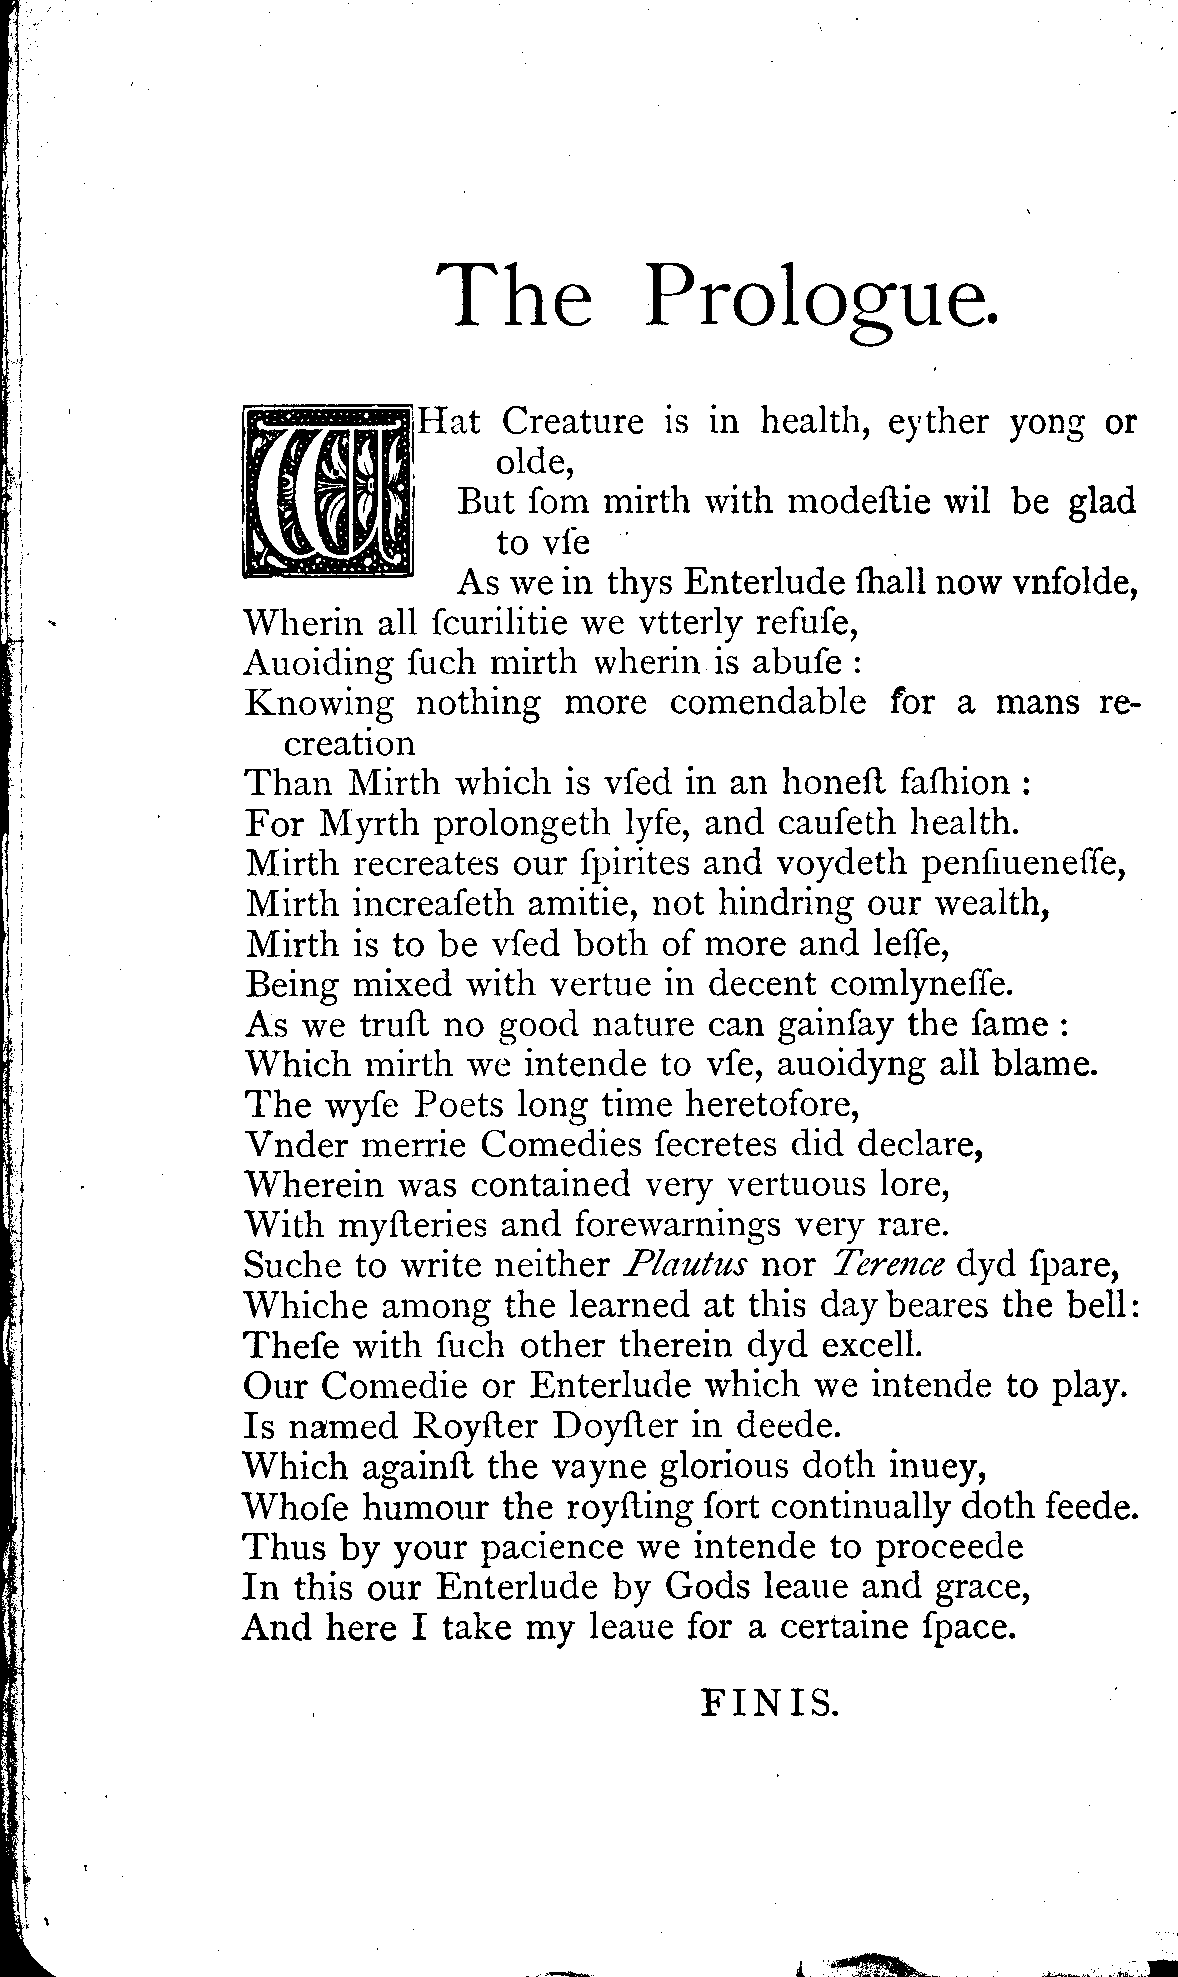 The Prologue.
WHat Creature is in health, eyther yong or
olde,
But ſom mirth with modeſtie wil be glad
to vſe
As we in thys Enterlude ſhall now vnfolde,
Wherin all ſcurilitie we vtterly refuſe,
Auoiding ſuch mirth wherin is abuſe :
Knowing nothing more comendable for a mans re-
creation
Than Mirth which is vſed in an honeſt faſhion :
For Myrth prolongeth lyfe, and cauſeth health.
Mirth recreates our ſpirites and voydeth penſiueneſſe,
Mirth increaſeth amitie, not hindring our wealth,
Mirth is to be vſed both of more and leſſe,
Being mixed with vertue in decent comlyneſſe.
As we truſt no good nature can gainſay the ſame :
Which mirth we intende to vſe, auoidyng all blame.
The wyſe Poets long time heretofore,
Vnder merrie Comedies ſecretes did declare,
Wherein was contained very vertuous lore,
With myſteries and forewarnings very rare.
Suche to write neither Plautus nor Terence dyd ſpare,
Whiche among the learned at this day beares the bell:
Theſe with ſuch other therein dyd excell.
Our Comedie or Enterlude which we intende to play.
Is named Royſter Doyſter in deede.
Which againſt the vayne glorious doth inuey,
Whoſe humour the royſting ſort continually doth feede.
Thus by your pacience we intende to proceede
In this our Enterlude by Gods leaue and grace,
And here I take my leaue for a certaine ſpace.
FINIS.